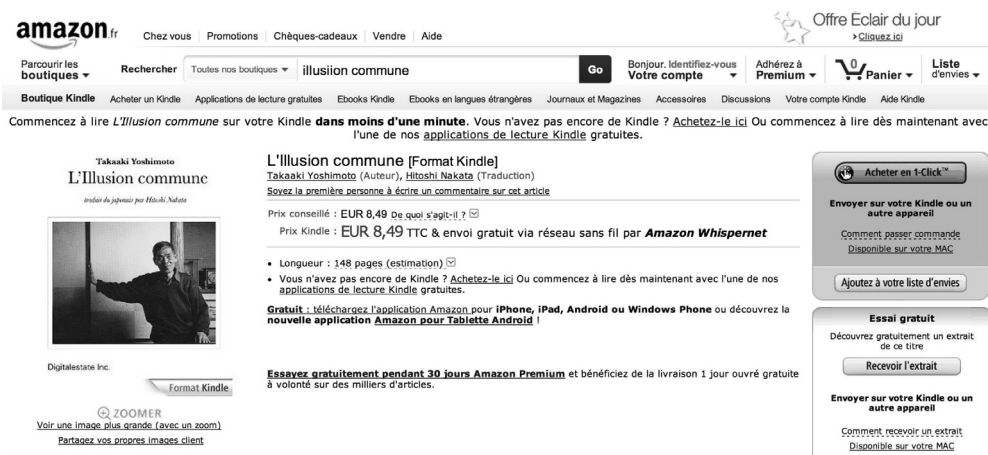 amazon.fr
Chez vous Promotions Chèques-cadeaux Vendre Aide
Offre Éclair du jour
› Cliquez ici
Parcourir les
boutiques
Rechercher Toutes nos boutiques illusiion commune Go
Bonjour. Identifiez-vous
Votre compte
Adhérez à
Premium
0
Panier
Liste
d'envies
Boutique Kindle Acheter un Kindle Applications de lecture gratuites Ebooks Kindle Ebooks en langues étrangères Journaux et Magazines Accessoires Discussions Votre compte Kindle Aide Kindle
Commencez à lire L'Illusion commune sur votre Kindle dans moins d'une minute. Vous n'avez pas encore de Kindle ? Achetez-le ici Ou commencez à lire dès maintenant avec
l'une de nos applications de lecture Kindle gratuites.
Takaaki Yoshimoto
L'Illusion commune
traduit du japonais par Hitoshi Nakata
Digitalestate Inc.
Format Kindle
ZOOMER
Voir une image plus grande (avec un zoom)
Partagez vos propres images client
L'Illusion commune [Format Kindle]
Takaaki Yoshimoto (Auteur), Hitoshi Nakata (Traduction)
Soyez la première personne à écrire un commentaire sur cet article
Prix conseillé : EUR 8,49 De quoi s'agit-il ?
Prix Kindle : EUR 8,49 TTC & envoi gratuit via réseau sans fil par Amazon Whispernet
• Longueur : 148 pages (estimation)
• Vous n'avez pas encore de Kindle ? Achetez-le ici Ou commencez à lire dès maintenant avec l'une de nos
applications de lecture Kindle gratuites.
Gratuit : téléchargez l'application Amazon pour iPhone, iPad, Android ou Windows Phone ou découvrez la
nouvelle application Amazon pour Tablette Android !
Essayez gratuitement pendant 30 jours Amazon Premium et bénéficiez de la livraison 1 jour ouvré gratuite
à volonté sur des milliers d'articles.
Acheter en 1-Click™
Envoyer sur votre Kindle ou un
autre appareil
Comment passer commande
Disponible sur votre MAC
Ajoutez à votre liste d'envies
Essai gratuit
Découvrez gratuitement un extrait
de ce titre
Recevoir l'extrait
Envoyer sur votre Kindle ou un
autre appareil
Comment recevoir un extrait
Disponible sur votre MAC